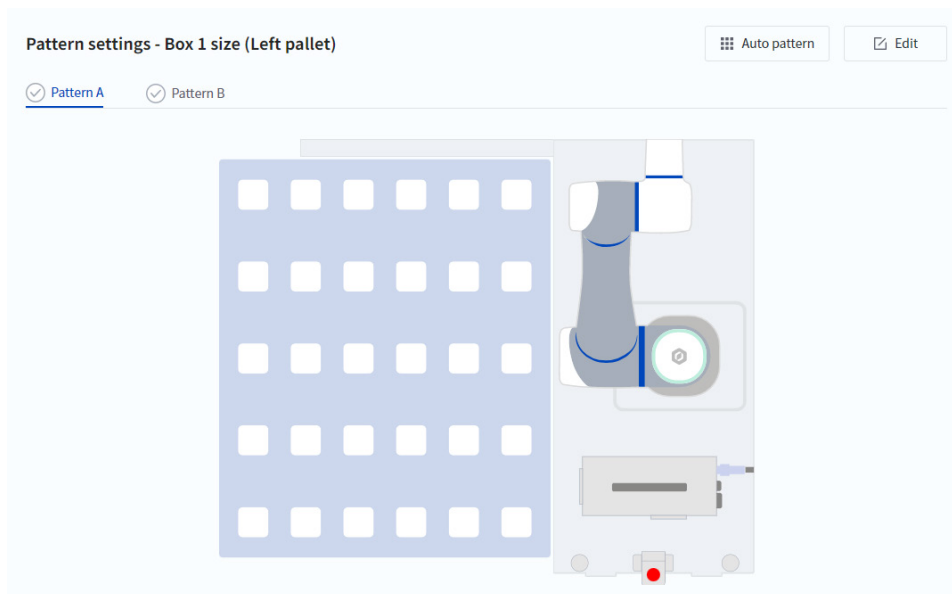 Pattern settings - Box 1 size (Left pallet)
Auto pattern
Edit
Pattern A
Pattern B